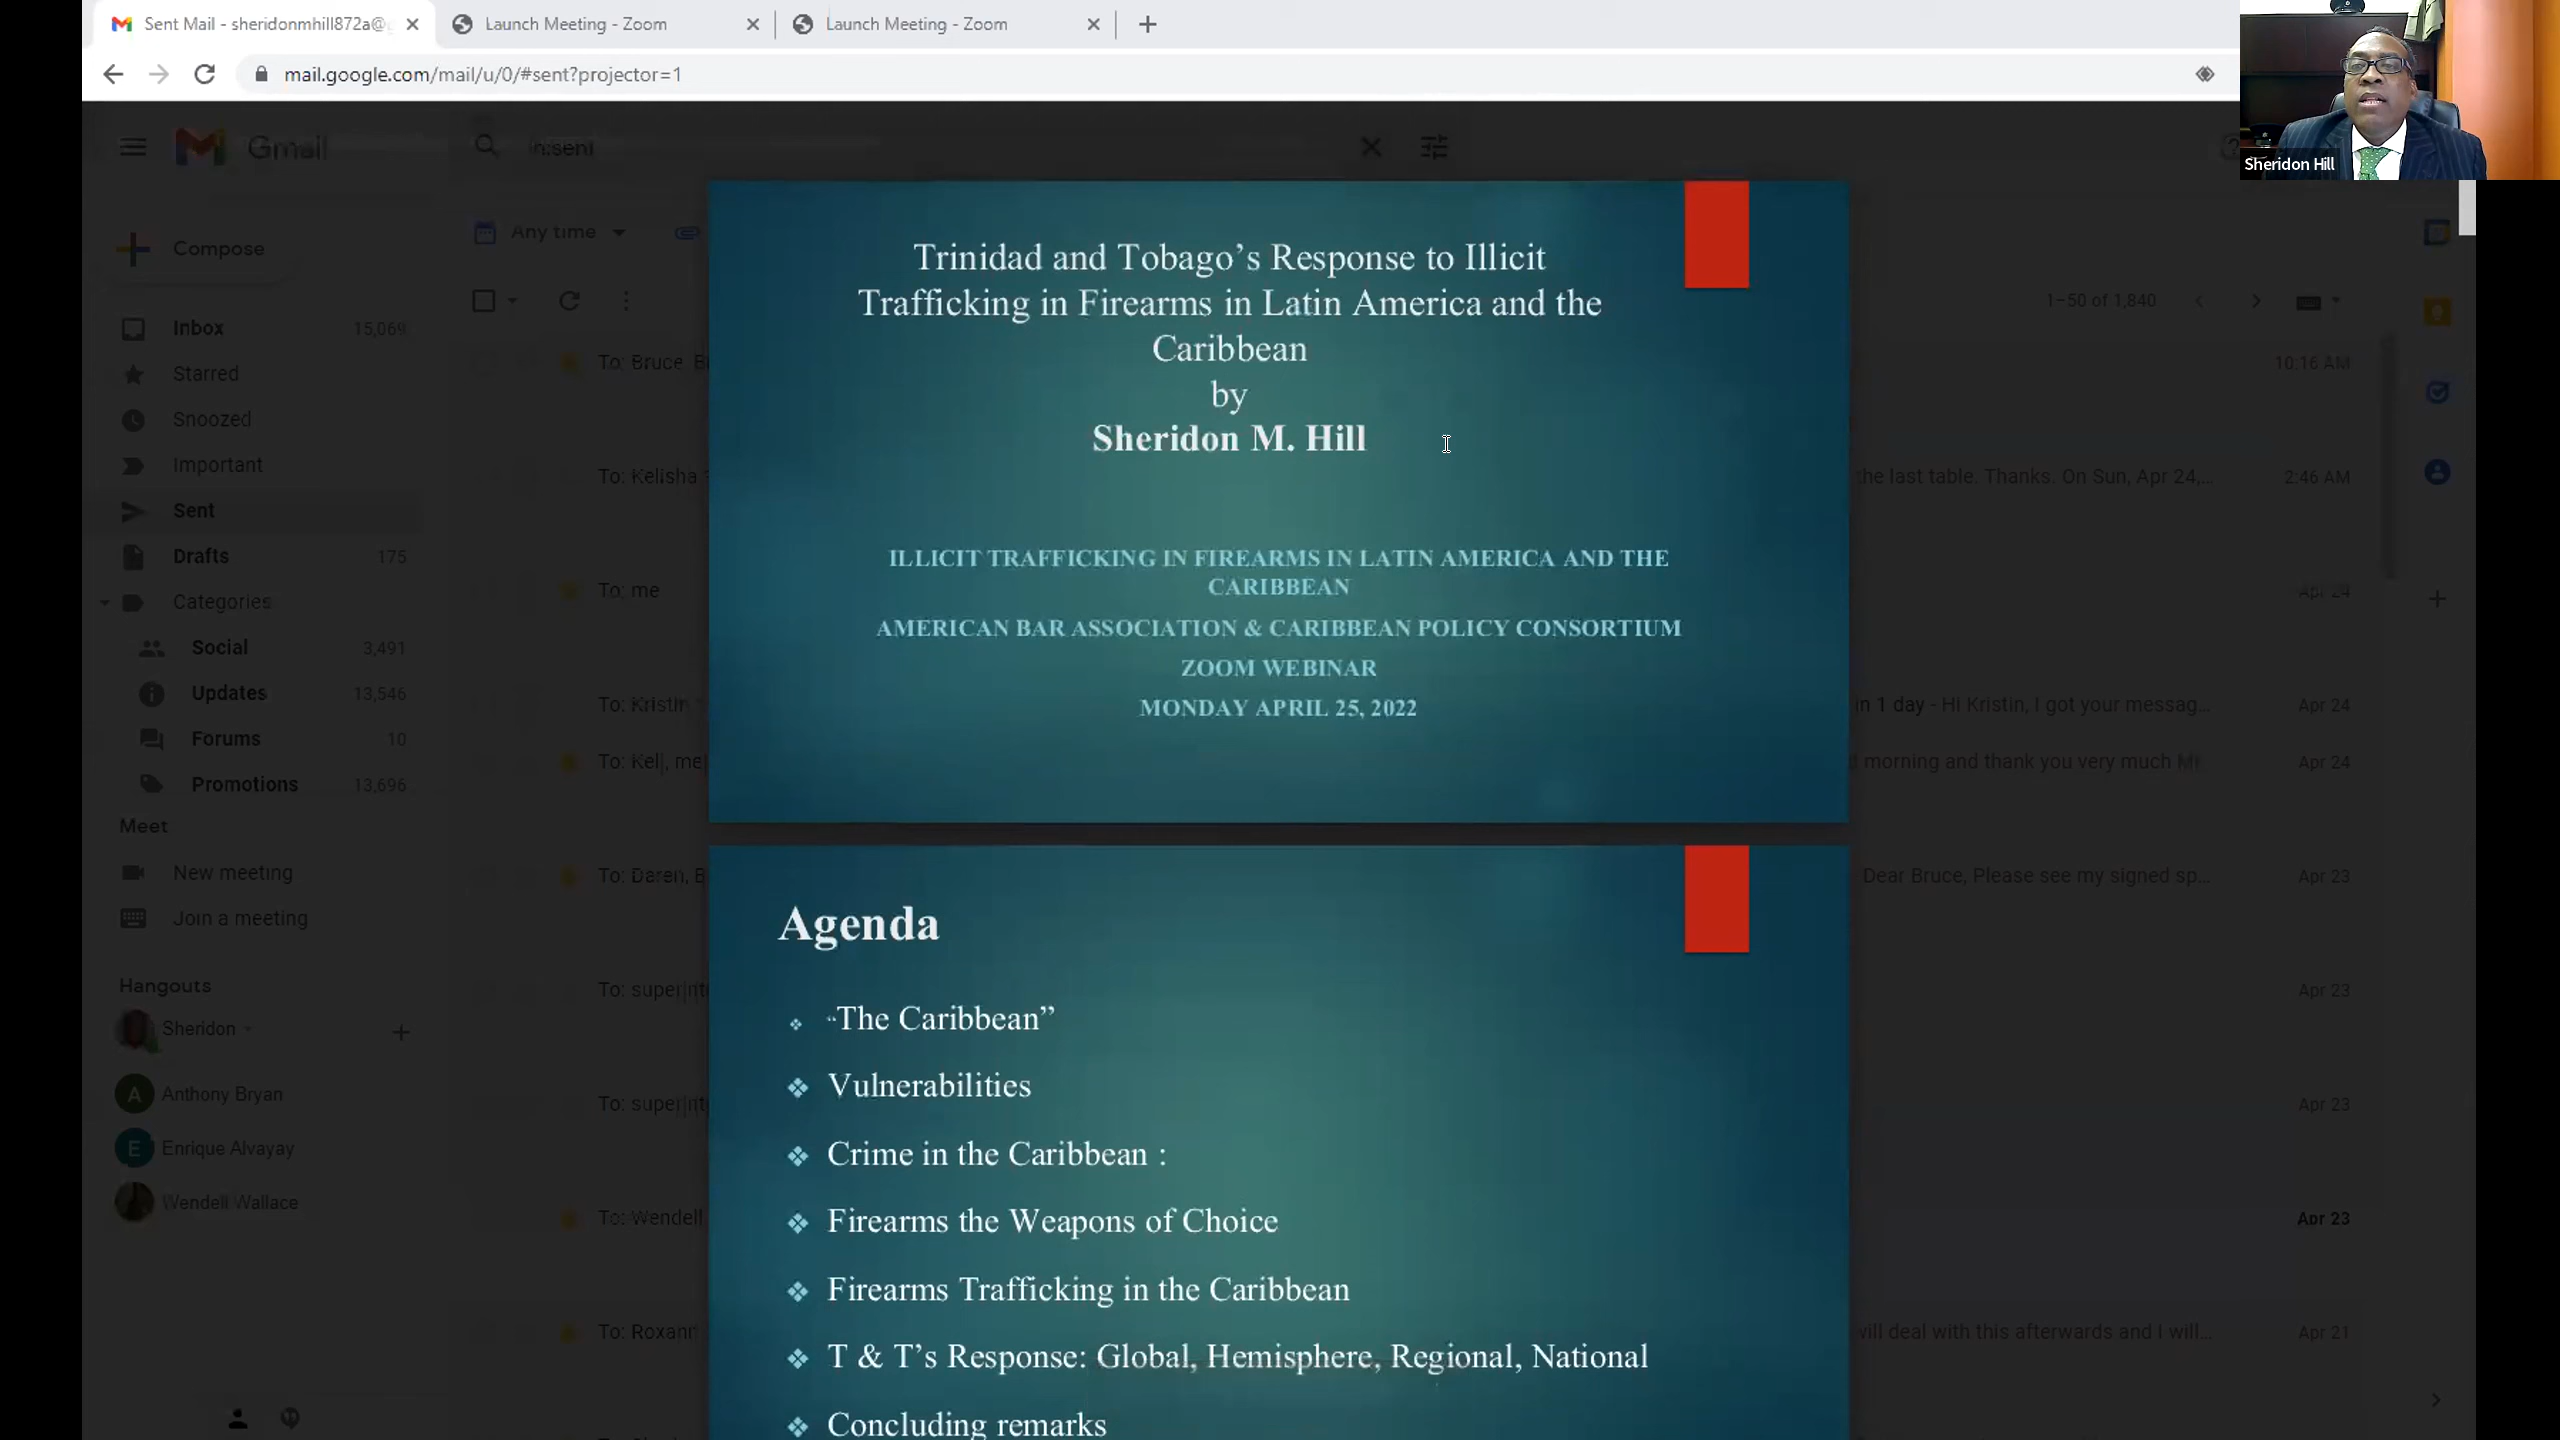 Sent Mail - sheridonmhill872a@g
Launch Meeting - Zoom
Launch Meeting - Zoom
mail.google.com/mail/u/0/#sent?projector=1
Sheridon Hill
Gmail
in:sent
Compose
Any time
1–50 of 1,840
Inbox 15,069
Starred
Snoozed
Important
Sent
Drafts 175
Categories
Social 3,491
Updates 13,546
Forums 10
Promotions 13,696
Meet
New meeting
Join a meeting
Hangouts
Sheridon
A Anthony Bryan
E Enrique Alvayay
Wendell Wallace
To: Bruce, B
10:16 AM
To: Kelisha
the last table. Thanks. On Sun, Apr 24,...
2:46 AM
To: me
Apr 24
To: Kristin
in 1 day - Hi Kristin, I got your messag...
Apr 24
To: Kel., me
d morning and thank you very much Mr
Apr 24
To: Daren, B
Dear Bruce, Please see my signed sp...
Apr 23
To: superint
Apr 23
To: superint
Apr 23
To: Wendell
Apr 23
To: Roxann
will deal with this afterwards and I will...
Apr 21
Trinidad and Tobago’s Response to Illicit
Trafficking in Firearms in Latin America and the
Caribbean
by
Sheridon M. Hill
ILLICIT TRAFFICKING IN FIREARMS IN LATIN AMERICA AND THE
CARIBBEAN
AMERICAN BAR ASSOCIATION & CARIBBEAN POLICY CONSORTIUM
ZOOM WEBINAR
MONDAY APRIL 25, 2022
Agenda
❖ “The Caribbean”
❖ Vulnerabilities
❖ Crime in the Caribbean :
❖ Firearms the Weapons of Choice
❖ Firearms Trafficking in the Caribbean
❖ T & T’s Response: Global, Hemisphere, Regional, National
❖ Concluding remarks